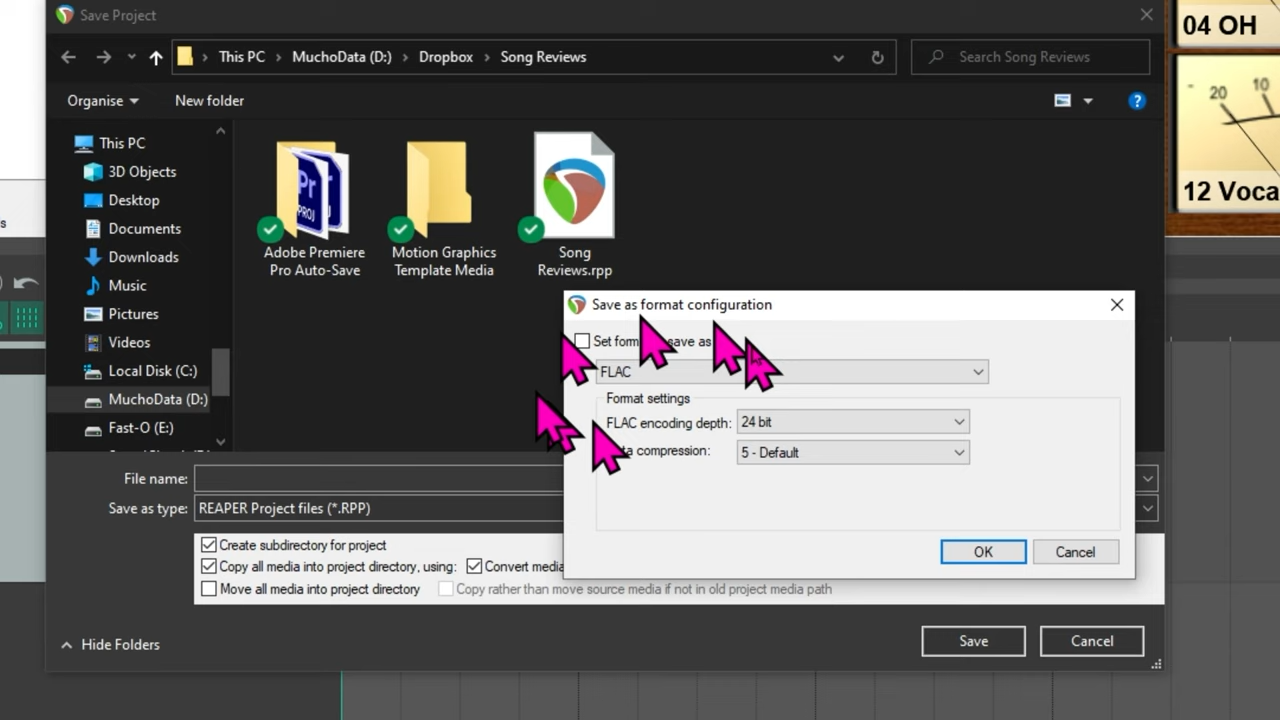 Save Project
04 OH
This PC
MuchoData (D:)
Dropbox
Song Reviews
Search Song Reviews
Organise
New folder
20 10
This PC
3D Objects
Desktop
Documents
Downloads
Music
Pictures
Videos
Local Disk (C:)
MuchoData (D:)
Fast-O (E:)
Pr
PROJ
Adobe Premiere
Pro Auto-Save
Motion Graphics
Template Media
Song
Reviews.rpp
12 Voca
Save as format configuration
save as
FLAC
Format settings
FLAC encoding depth:
24 bit
compression:
5 - Default
OK
Cancel
File name:
Save as type:
REAPER Project files (*.RPP)
Create subdirectory for project
Copy all media into project directory, using:
Convert media
Move all media into project directory
Copy rather than move source media if not in old project media path
Hide Folders
Save
Cancel